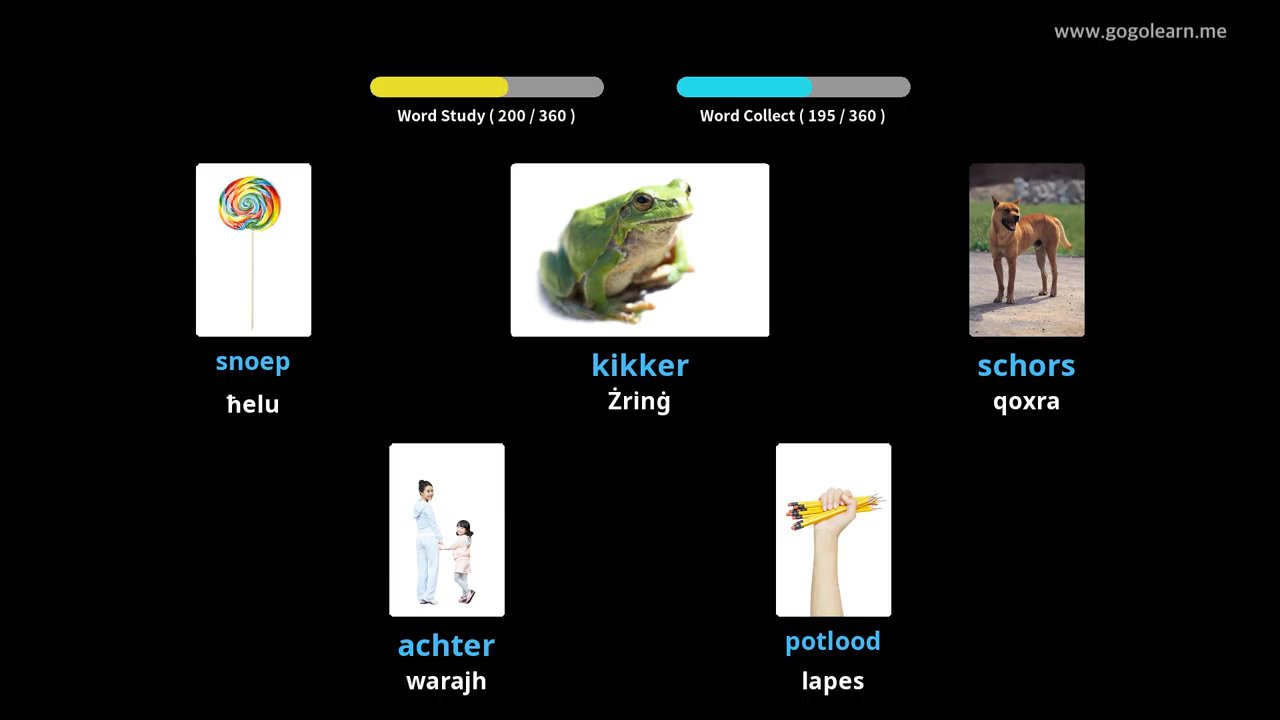 www.gogolearn.me
Word Study ( 200 / 360 )
Word Collect ( 195 / 360 )
snoep
kikker
schors
ħelu
Żrinġ
qoxra
achter
potlood
warajh
lapes